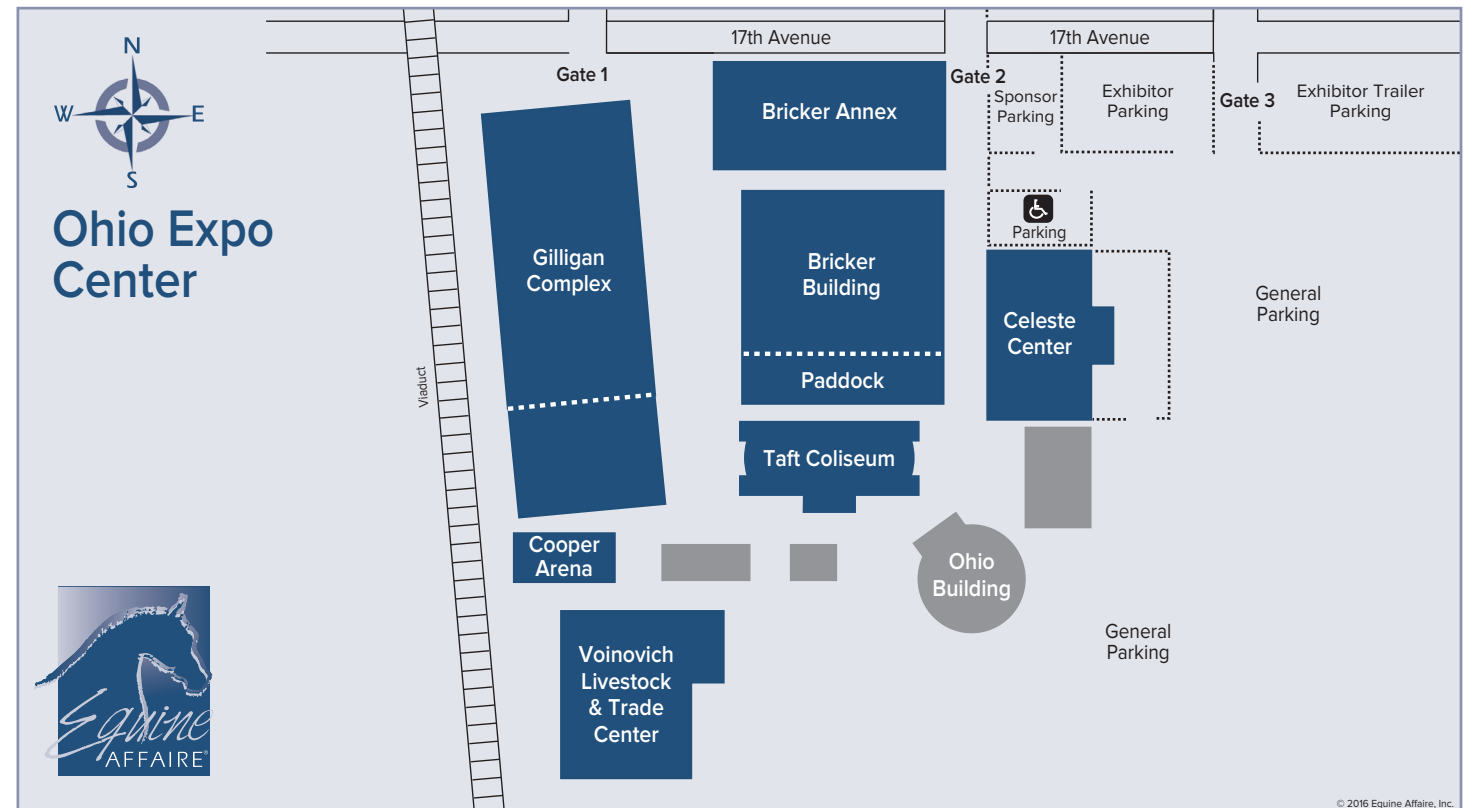 17th Avenue
17th Avenue
N
W
E
S
Gate 1
Gate 2
Gate 3
Sponsor
Parking
Exhibitor
Parking
Exhibitor Trailer
Parking
Bricker Annex
Ohio Expo
Center
Parking
Gilligan
Complex
Bricker
Building
General
Parking
Celeste
Center
Viaduct
Paddock
Taft Coliseum
Cooper
Arena
Ohio
Building
General
Parking
Voinovich
Livestock
& Trade
Center
Equine
AFFAIRE®
© 2016 Equine Affaire, Inc.